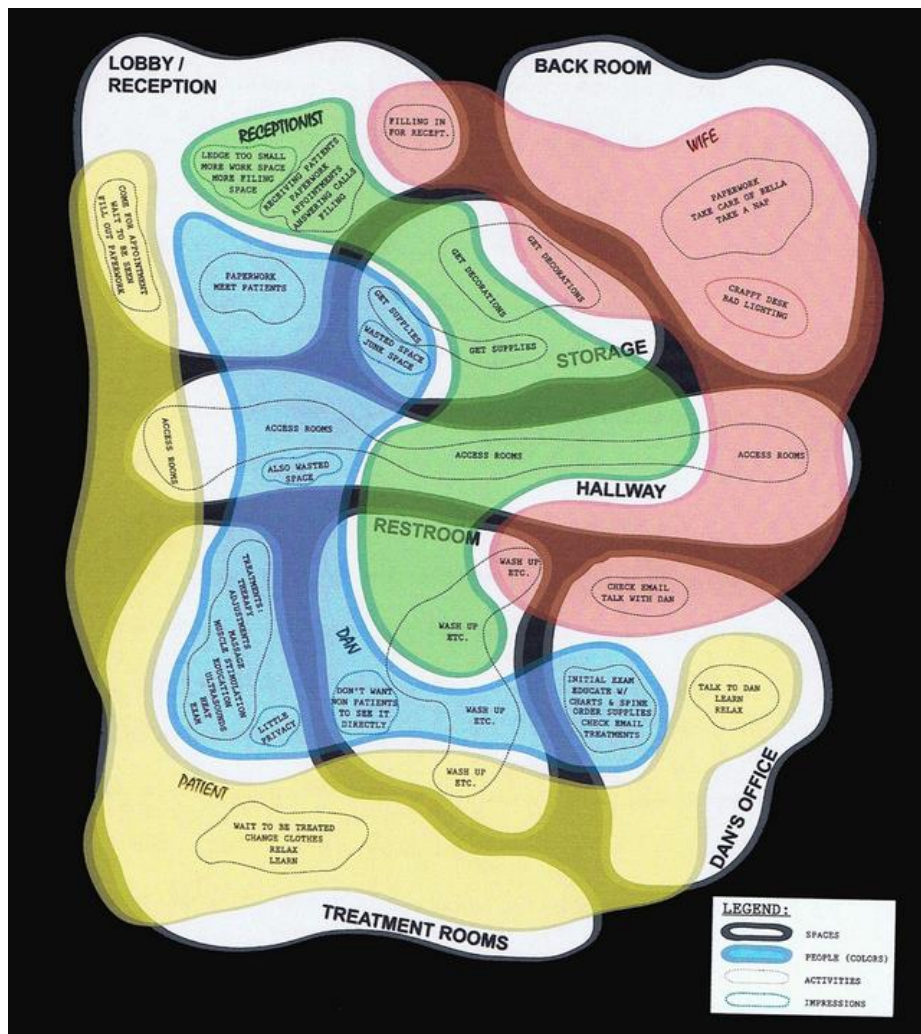 LOBBY /
RECEPTION
BACK ROOM
RECEPTIONIST
LEDGE TOO SMALL
MORE WORK SPACE
MORE FILING
SPACE
RECEIVING PATIENTS
PAPERWORK
APPOINTMENTS
ANSWERING CALLS
FILING
FILLING IN
FOR RECEPT.
WIFE
PAPERWORK
TAKE CARE OF BELLA
TAKE A NAP
CRAPPY DESK
BAD LIGHTING
COME FOR APPOINTMENT
WAIT TO BE SEEN
FILL OUT PAPERWORK
PAPERWORK
MEET PATIENTS
GET SUPPLIES
WASTED SPACE
JUNK SPACE
GET DECORATIONS
GET DECORATIONS
GET SUPPLIES
STORAGE
ACCESS ROOMS
ACCESS ROOMS
ACCESS ROOMS
ACCESS ROOMS
ALSO WASTED
SPACE
HALLWAY
RESTROOM
WASH UP
ETC.
CHECK EMAIL
TALK WITH DAN
TREATMENTS:
THERAPY
ADJUSTMENTS
MASSAGE
MUSCLE STIMULATION
EDUCATION
ULTRASOUNDS
HEAT
EXAM
LITTLE
PRIVACY
DAN
DON'T WANT
NON PATIENTS
TO SEE IT
DIRECTLY
WASH UP
ETC.
WASH UP
ETC.
WASH UP
ETC.
INITIAL EXAM
EDUCATE W/
CHARTS & SPINE
ORDER SUPPLIES
CHECK EMAIL
TREATMENTS
TALK TO DAN
LEARN
RELAX
DAN'S OFFICE
PATIENT
WAIT TO BE TREATED
CHANGE CLOTHES
RELAX
LEARN
TREATMENT ROOMS
LEGEND:
SPACES
PEOPLE (COLORS)
ACTIVITIES
IMPRESSIONS